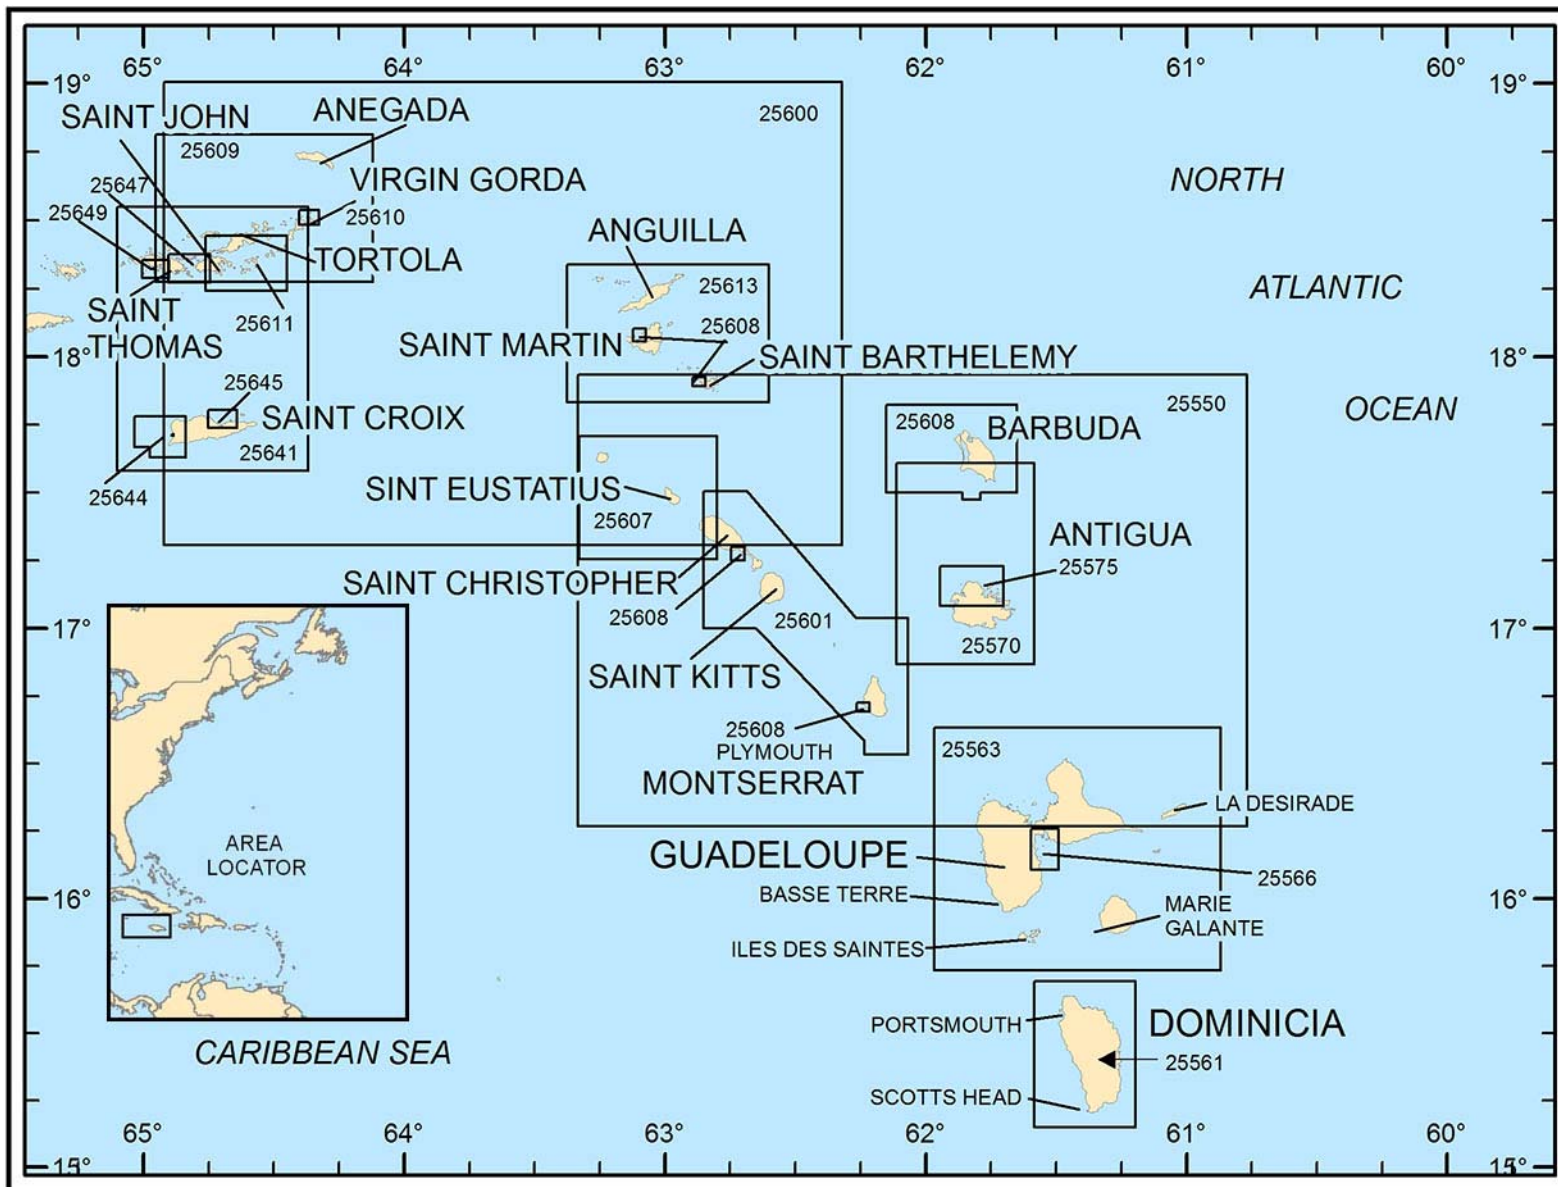 65° 64° 63° 62° 61° 60°
19° 19°
SAINT JOHN
ANEGADA
25600
25609
VIRGIN GORDA
NORTH
25647
25649
25610
ANGUILLA
TORTOLA
ATLANTIC
25613
SAINT
THOMAS
25611
25608
SAINT MARTIN
SAINT BARTHELEMY
18° 18°
25645
SAINT CROIX
25550
OCEAN
25608
BARBUDA
25641
25644
SINT EUSTATIUS
25607
ANTIGUA
25575
SAINT CHRISTOPHER
25608
25601
17° 17°
25570
SAINT KITTS
25608
PLYMOUTH
MONTSERRAT
25563
LA DESIRADE
AREA
LOCATOR
GUADELOUPE
25566
BASSE TERRE
16° 16°
MARIE
GALANTE
ILES DES SAINTES
PORTSMOUTH
DOMINICIA
CARIBBEAN SEA
25561
SCOTTS HEAD
65° 64° 63° 62° 61° 60°
15° 15°